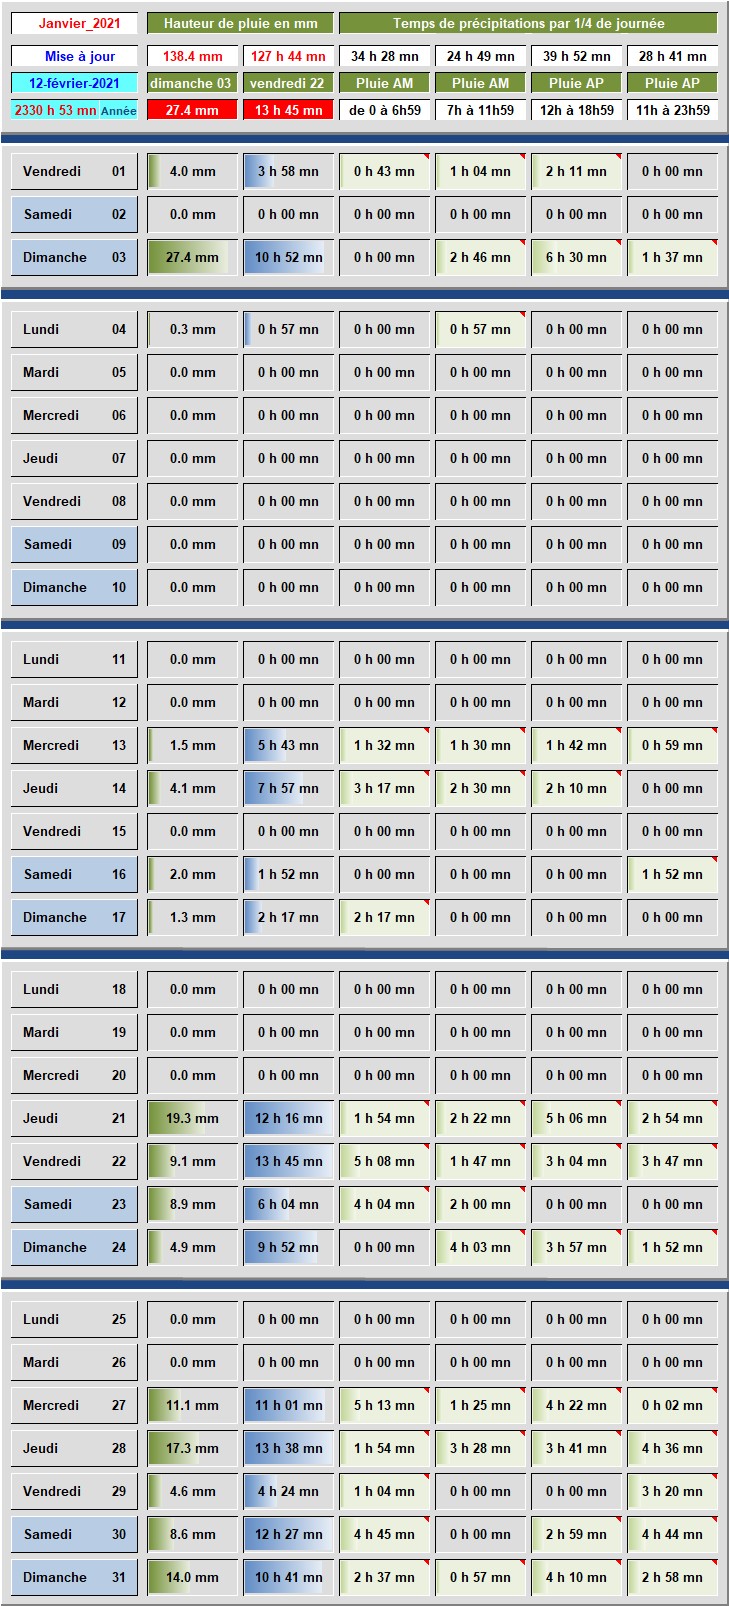 Janvier_2021 Hauteur de pluie en mm Temps de précipitations par 1/4 de journée
Mise à jour 138.4 mm 127 h 44 mn 34 h 28 mn 24 h 49 mn 39 h 52 mn 28 h 41 mn
12-février-2021 dimanche 03 vendredi 22 Pluie AM Pluie AM Pluie AP Pluie AP
2330 h 53 mn Année 27.4 mm 13 h 45 mn de 0 à 6h59 7h à 11h59 12h à 18h59 11h à 23h59
Vendredi 01 4.0 mm 3 h 58 mn 0 h 43 mn 1 h 04 mn 2 h 11 mn 0 h 00 mn
Samedi 02 0.0 mm 0 h 00 mn 0 h 00 mn 0 h 00 mn 0 h 00 mn 0 h 00 mn
Dimanche 03 27.4 mm 10 h 52 mn 0 h 00 mn 2 h 46 mn 6 h 30 mn 1 h 37 mn
Lundi 04 0.3 mm 0 h 57 mn 0 h 00 mn 0 h 57 mn 0 h 00 mn 0 h 00 mn
Mardi 05 0.0 mm 0 h 00 mn 0 h 00 mn 0 h 00 mn 0 h 00 mn 0 h 00 mn
Mercredi 06 0.0 mm 0 h 00 mn 0 h 00 mn 0 h 00 mn 0 h 00 mn 0 h 00 mn
Jeudi 07 0.0 mm 0 h 00 mn 0 h 00 mn 0 h 00 mn 0 h 00 mn 0 h 00 mn
Vendredi 08 0.0 mm 0 h 00 mn 0 h 00 mn 0 h 00 mn 0 h 00 mn 0 h 00 mn
Samedi 09 0.0 mm 0 h 00 mn 0 h 00 mn 0 h 00 mn 0 h 00 mn 0 h 00 mn
Dimanche 10 0.0 mm 0 h 00 mn 0 h 00 mn 0 h 00 mn 0 h 00 mn 0 h 00 mn
Lundi 11 0.0 mm 0 h 00 mn 0 h 00 mn 0 h 00 mn 0 h 00 mn 0 h 00 mn
Mardi 12 0.0 mm 0 h 00 mn 0 h 00 mn 0 h 00 mn 0 h 00 mn 0 h 00 mn
Mercredi 13 1.5 mm 5 h 43 mn 1 h 32 mn 1 h 30 mn 1 h 42 mn 0 h 59 mn
Jeudi 14 4.1 mm 7 h 57 mn 3 h 17 mn 2 h 30 mn 2 h 10 mn 0 h 00 mn
Vendredi 15 0.0 mm 0 h 00 mn 0 h 00 mn 0 h 00 mn 0 h 00 mn 0 h 00 mn
Samedi 16 2.0 mm 1 h 52 mn 0 h 00 mn 0 h 00 mn 0 h 00 mn 1 h 52 mn
Dimanche 17 1.3 mm 2 h 17 mn 2 h 17 mn 0 h 00 mn 0 h 00 mn 0 h 00 mn
Lundi 18 0.0 mm 0 h 00 mn 0 h 00 mn 0 h 00 mn 0 h 00 mn 0 h 00 mn
Mardi 19 0.0 mm 0 h 00 mn 0 h 00 mn 0 h 00 mn 0 h 00 mn 0 h 00 mn
Mercredi 20 0.0 mm 0 h 00 mn 0 h 00 mn 0 h 00 mn 0 h 00 mn 0 h 00 mn
Jeudi 21 19.3 mm 12 h 16 mn 1 h 54 mn 2 h 22 mn 5 h 06 mn 2 h 54 mn
Vendredi 22 9.1 mm 13 h 45 mn 5 h 08 mn 1 h 47 mn 3 h 04 mn 3 h 47 mn
Samedi 23 8.9 mm 6 h 04 mn 4 h 04 mn 2 h 00 mn 0 h 00 mn 0 h 00 mn
Dimanche 24 4.9 mm 9 h 52 mn 0 h 00 mn 4 h 03 mn 3 h 57 mn 1 h 52 mn
Lundi 25 0.0 mm 0 h 00 mn 0 h 00 mn 0 h 00 mn 0 h 00 mn 0 h 00 mn
Mardi 26 0.0 mm 0 h 00 mn 0 h 00 mn 0 h 00 mn 0 h 00 mn 0 h 00 mn
Mercredi 27 11.1 mm 11 h 01 mn 5 h 13 mn 1 h 25 mn 4 h 22 mn 0 h 02 mn
Jeudi 28 17.3 mm 13 h 38 mn 1 h 54 mn 3 h 28 mn 3 h 41 mn 4 h 36 mn
Vendredi 29 4.6 mm 4 h 24 mn 1 h 04 mn 0 h 00 mn 0 h 00 mn 3 h 20 mn
Samedi 30 8.6 mm 12 h 27 mn 4 h 45 mn 0 h 00 mn 2 h 59 mn 4 h 44 mn
Dimanche 31 14.0 mm 10 h 41 mn 2 h 37 mn 0 h 57 mn 4 h 10 mn 2 h 58 mn